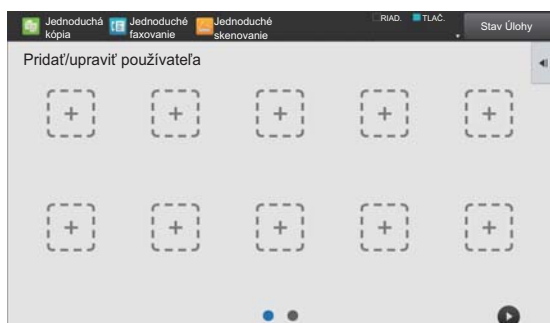 Jednoduchá
kópia
Jednoduché
faxovanie
Jednoduché
skenovanie
RIAD.
TLAČ.
Stav Úlohy
Pridať/upraviť používateľa